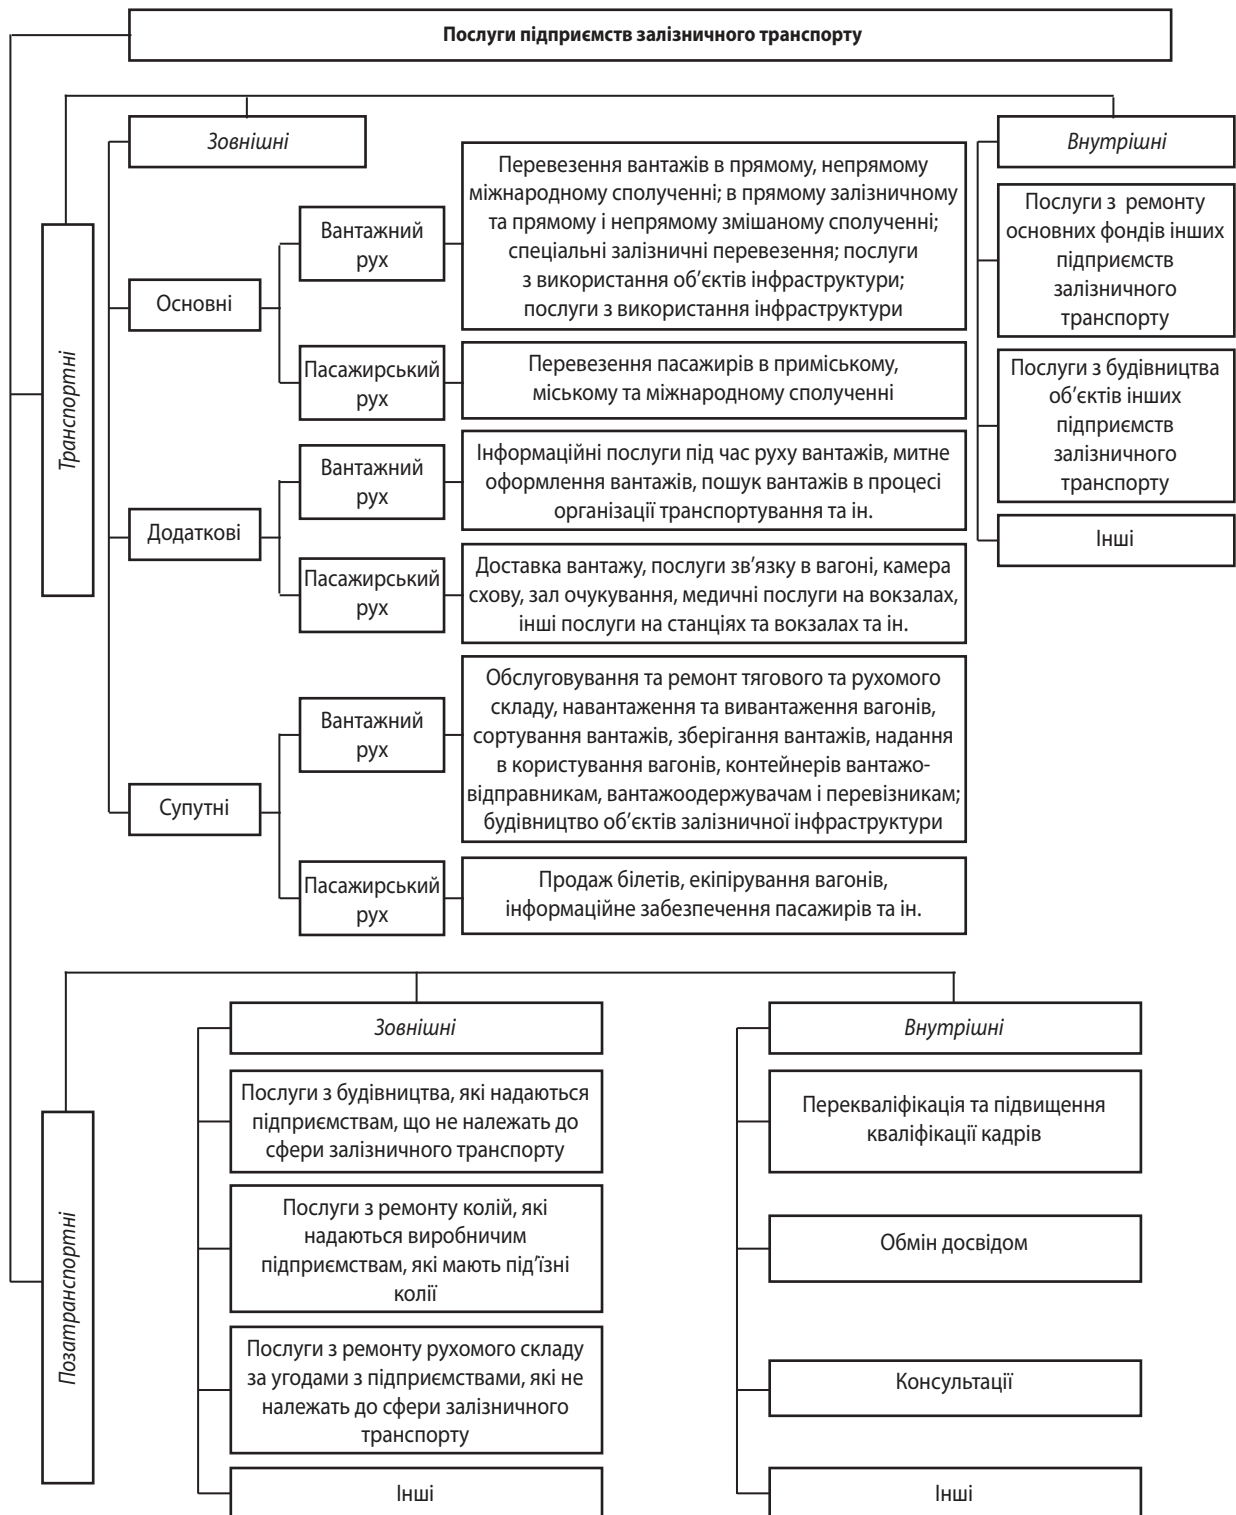 Послуги підприємств залізничного транспорту
Транспортні
Зовнішні
Основні
Вантажний
рух
Перевезення вантажів в прямому, непрямому
міжнародному сполученні; в прямому залізничному
та прямому і непрямому змішаному сполученні;
спеціальні залізничні перевезення; послуги
з використання об’єктів інфраструктури;
послуги з використання інфраструктури
Пасажирський
рух
Перевезення пасажирів в приміському,
міському та міжнародному сполученні
Додаткові
Вантажний
рух
Інформаційні послуги під час руху вантажів, митне
оформлення вантажів, пошук вантажів в процесі
організації транспортування та ін.
Пасажирський
рух
Доставка вантажу, послуги зв’язку в вагоні, камера
схову, зал очукування, медичні послуги на вокзалах,
інші послуги на станціях та вокзалах та ін.
Супутні
Вантажний
рух
Обслуговування та ремонт тягового та рухомого
складу, навантаження та вивантаження вагонів,
сортування вантажів, зберігання вантажів, надання
в користування вагонів, контейнерів вантажо-
відправникам, вантажоодержувачам і перевізникам;
будівництво об’єктів залізничної інфраструктури
Пасажирський
рух
Продаж білетів, екіпірування вагонів,
інформаційне забезпечення пасажирів та ін.
Внутрішні
Послуги з ремонту
основних фондів інших
підприємств
залізничного
транспорту
Послуги з будівництва
об’єктів інших
підприємств
залізничного
транспорту
Інші
Позатранспортні
Зовнішні
Послуги з будівництва, які надаються
підприємствам, що не належать до
сфери залізничного транспорту
Послуги з ремонту колій, які
надаються виробничим
підприємствам, які мають під’їзні
колії
Послуги з ремонту рухомого складу
за угодами з підприємствами, які не
належать до сфери залізничного
транспорту
Інші
Внутрішні
Перекваліфікація та підвищення
кваліфікації кадрів
Обмін досвідом
Консультації
Інші